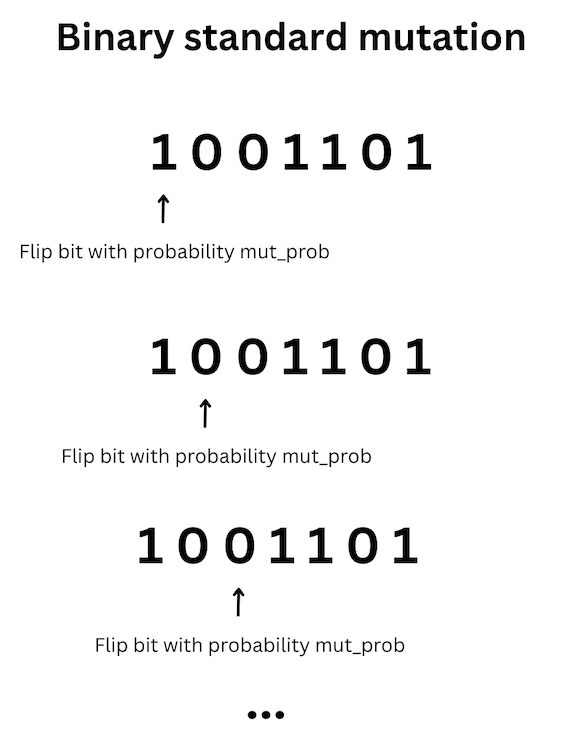 Binary standard mutation
1 0 0 1 1 0 1
↑
Flip bit with probability mut_prob
1 0 0 1 1 0 1
↑
Flip bit with probability mut_prob
1 0 0 1 1 0 1
↑
Flip bit with probability mut_prob
...